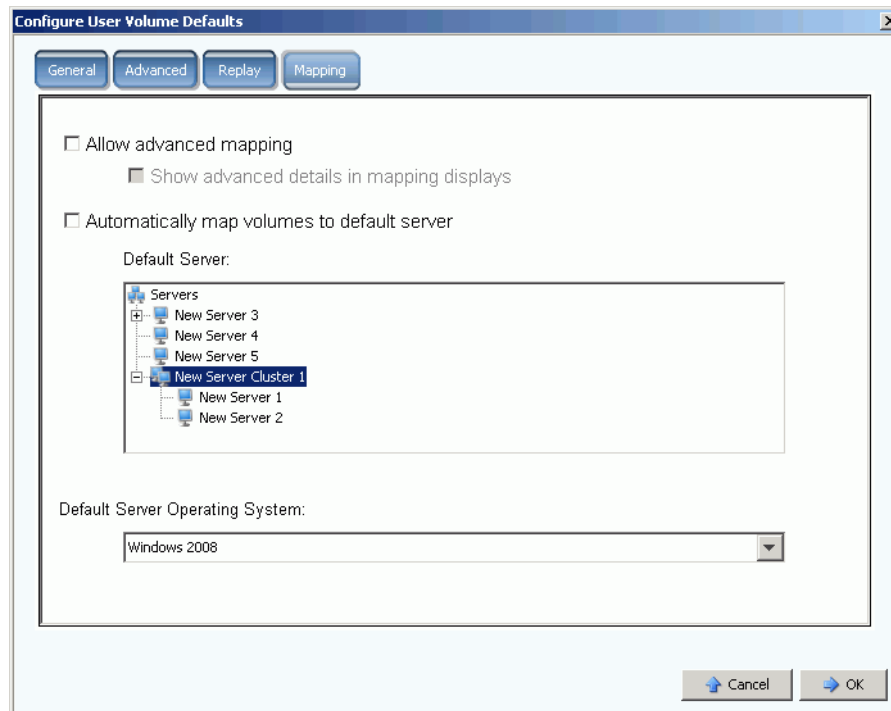 Configure User Volume Defaults
General Advanced Replay Mapping
Allow advanced mapping
Show advanced details in mapping displays
Automatically map volumes to default server
Default Server:
Servers
New Server 3
New Server 4
New Server 5
New Server Cluster 1
New Server 1
New Server 2
Default Server Operating System:
Windows 2008
Cancel OK